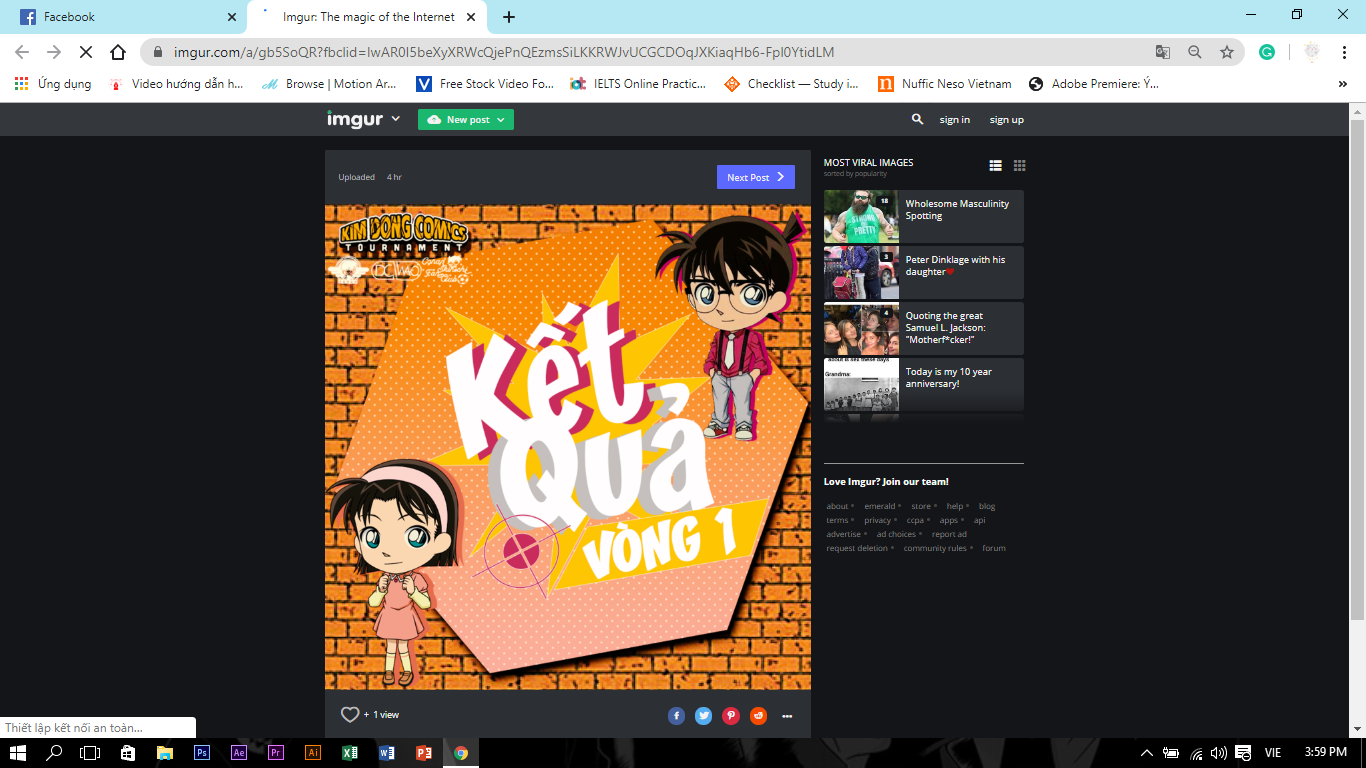 Facebook
Imgur: The magic of the Internet
imgur.com/a/gb5SoQR?fbclid=IwAR0I5beXyXRWcQjePnQEzmsSiLKKRWJvUCGCDOqJXKiaqHb6-FpI0YtidLM
Ứng dụng
Video hướng dẫn h...
Browse | Motion Ar...
Free Stock Video Fo...
IELTS Online Practic...
Checklist — Study i...
Nuffic Neso Vietnam
Adobe Premiere: Ý...
»
imgur
New post
sign in
sign up
Uploaded 4 hr
Next Post
KIM DONG COMICS
TOURNAMENT
Kết
Quả
VÒNG 1
+ 1 view
MOST VIRAL IMAGES
sorted by popularity
18
Wholesome Masculinity
Spotting
3
Peter Dinklage with his
daughter❤
4
Quoting the great
Samuel L. Jackson:
"Motherf*cker!"
Grandma:
Today is my 10 year
anniversary!
Love Imgur? Join our team!
about emerald store help blog
terms privacy ccpa apps api
advertise ad choices report ad
request deletion community rules forum
Thiết lập kết nối an toàn...
Ps
Ae
Pr
Ai
VIE
3:59 PM